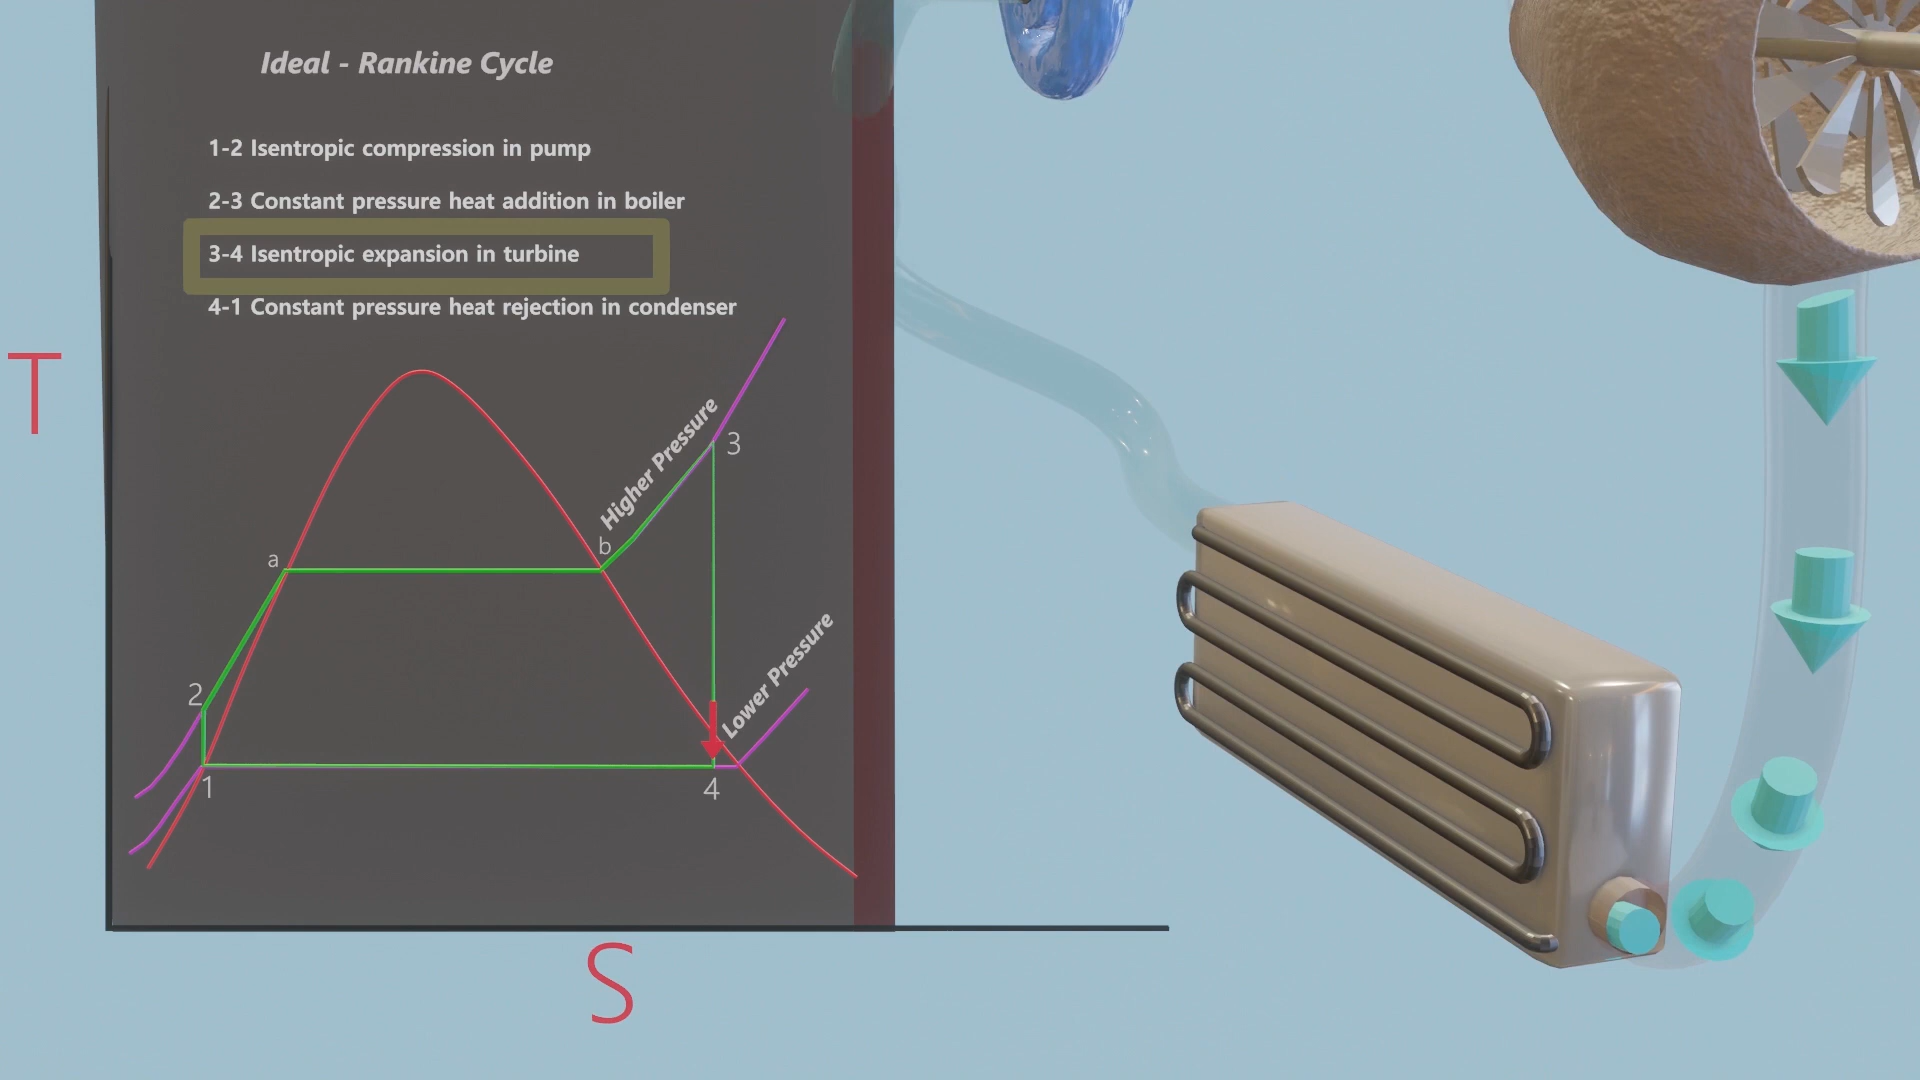 Ideal - Rankine Cycle
1-2 Isentropic compression in pump
2-3 Constant pressure heat addition in boiler
3-4 Isentropic expansion in turbine
4-1 Constant pressure heat rejection in condenser
T
Higher Pressure
3
a
b
2
Lower Pressure
1
4
S